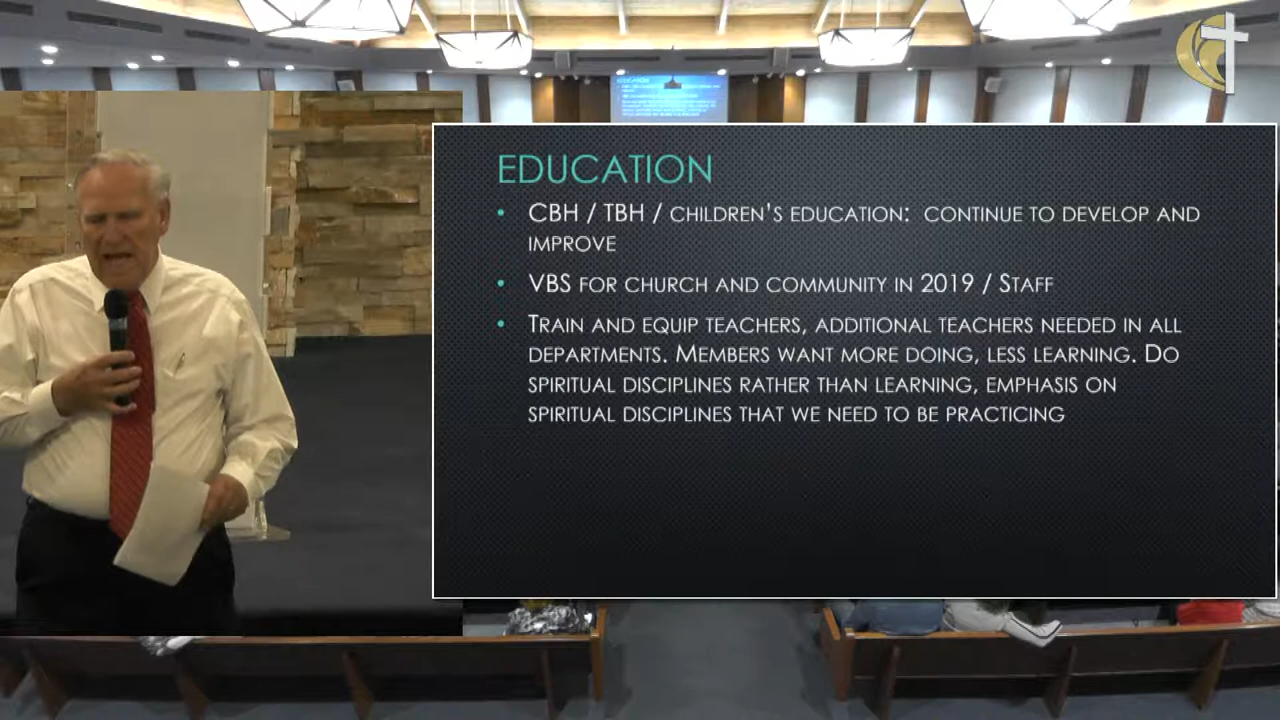 EDUCATION
• CBH / TBH / CHILDREN'S EDUCATION: CONTINUE TO DEVELOP AND
IMPROVE
• VBS FOR CHURCH AND COMMUNITY IN 2019 / STAFF
• TRAIN AND EQUIP TEACHERS, ADDITIONAL TEACHERS NEEDED IN ALL
DEPARTMENTS. MEMBERS WANT MORE DOING, LESS LEARNING. DO
SPIRITUAL DISCIPLINES RATHER THAN LEARNING, EMPHASIS ON
SPIRITUAL DISCIPLINES THAT WE NEED TO BE PRACTICING